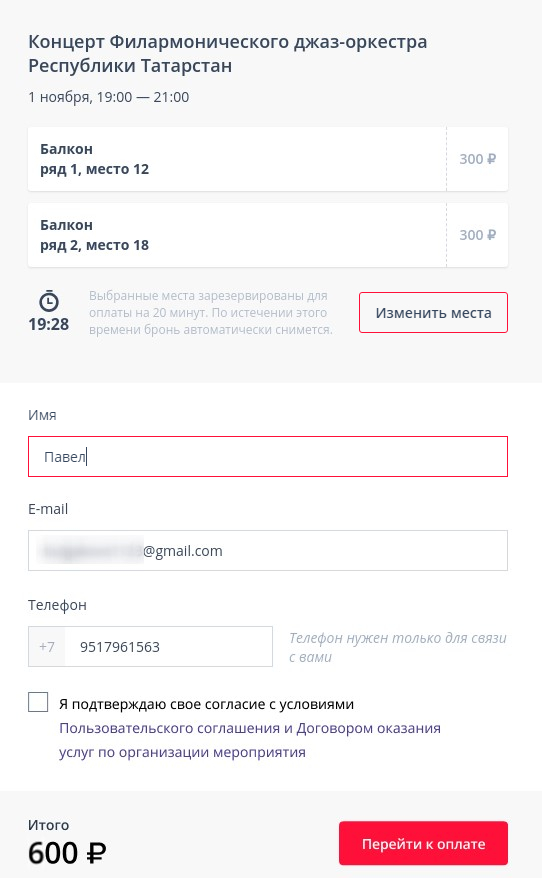 Концерт Филармонического джаз-оркестра
Республики Татарстан
1 ноября, 19:00 — 21:00
Балкон
ряд 1, место 12
300 ₽
Балкон
ряд 2, место 18
300 ₽
19:28
Выбранные места зарезервированы для
оплаты на 20 минут. По истечении этого
времени бронь автоматически снимется.
Изменить места
Имя
Павел
E-mail
@gmail.com
Телефон
+7
9517961563
Телефон нужен только для связи
с вами
Я подтверждаю свое согласие с условиями
Пользовательского соглашения и Договором оказания
услуг по организации мероприятия
Итого
600 ₽
Перейти к оплате